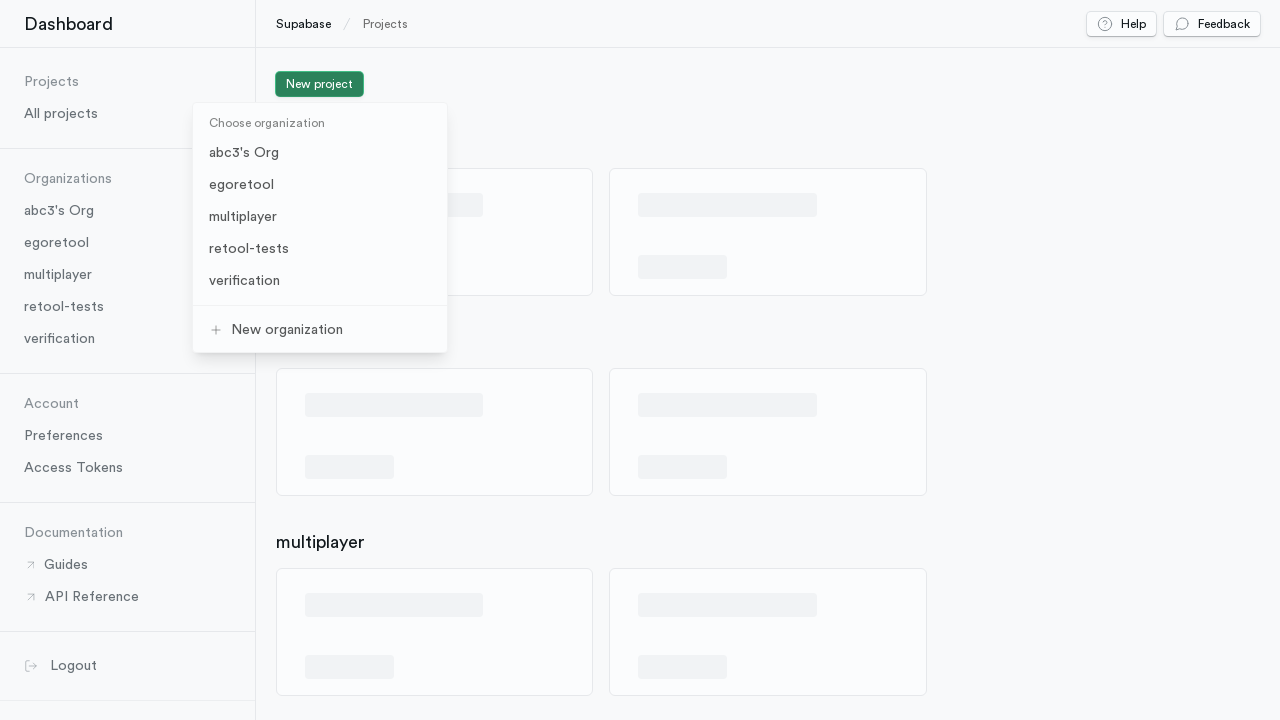 Dashboard
Supabase
Projects
Help
Feedback
Projects
All projects
Organizations
abc3's Org
egoretool
multiplayer
retool-tests
verification
Account
Preferences
Access Tokens
Documentation
Guides
API Reference
Logout
New project
Choose organization
abc3's Org
egoretool
multiplayer
retool-tests
verification
New organization
multiplayer